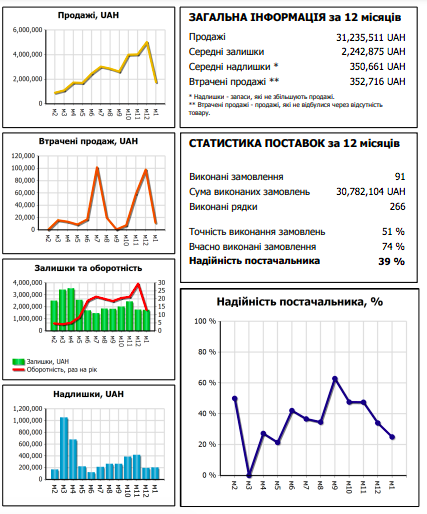 Продажі, UAH
6,000,000
4,000,000
2,000,000
0
м2 м3 м4 м5 м6 м7 м8 м9 м10 м11 м12 м1
Втрачені продаж, UAH
120,000
100,000
80,000
60,000
40,000
20,000
0
м2 м3 м4 м5 м6 м7 м8 м9 м10 м11 м12 м1
Залишки та оборотність
4,000,000 30
3,000,000 25
20
2,000,000 15
1,000,000 10
5
0 0
м2 м3 м4 м5 м6 м7 м8 м9 м10 м11 м12 м1
Залишки, UAH
Оборотність, раз на рік
Надлишки, UAH
1,200,000
1,000,000
800,000
600,000
400,000
200,000
0
м2 м3 м4 м5 м6 м7 м8 м9 м10 м11 м12 м1
ЗАГАЛЬНА ІНФОРМАЦІЯ за 12 місяців
Продажі 31,235,511 UAH
Середні залишки 2,242,875 UAH
Середні надлишки * 350,661 UAH
Втрачені продажі ** 352,716 UAH
* Надлишки - запаси, які не збільшують продажі.
** Втрачені продажі - продажі, які не відбулися через відсутність
товару.
СТАТИСТИКА ПОСТАВОК за 12 місяців
Виконані замовлення 91
Сума виконаних замовлень 30,782,104 UAH
Виконані рядки 266
Точність виконання замовлень 51 %
Вчасно виконані замовлення 74 %
Надійність постачальника 39 %
Надійність постачальника, %
100 %
80 %
60 %
40 %
20 %
0 %
м2 м3 м4 м5 м6 м7 м8 м9 м10 м11 м12 м1